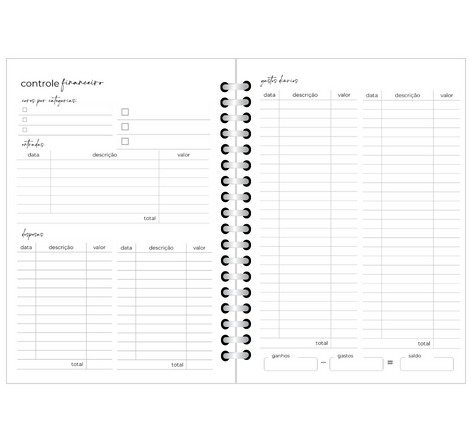 controle financeiro
cores por categorias:
entradas
data descrição valor
total
despesas
data descrição valor data descrição valor
total total
gastos diários
data descrição valor data descrição valor
total total
ganhos - gastos = saldo